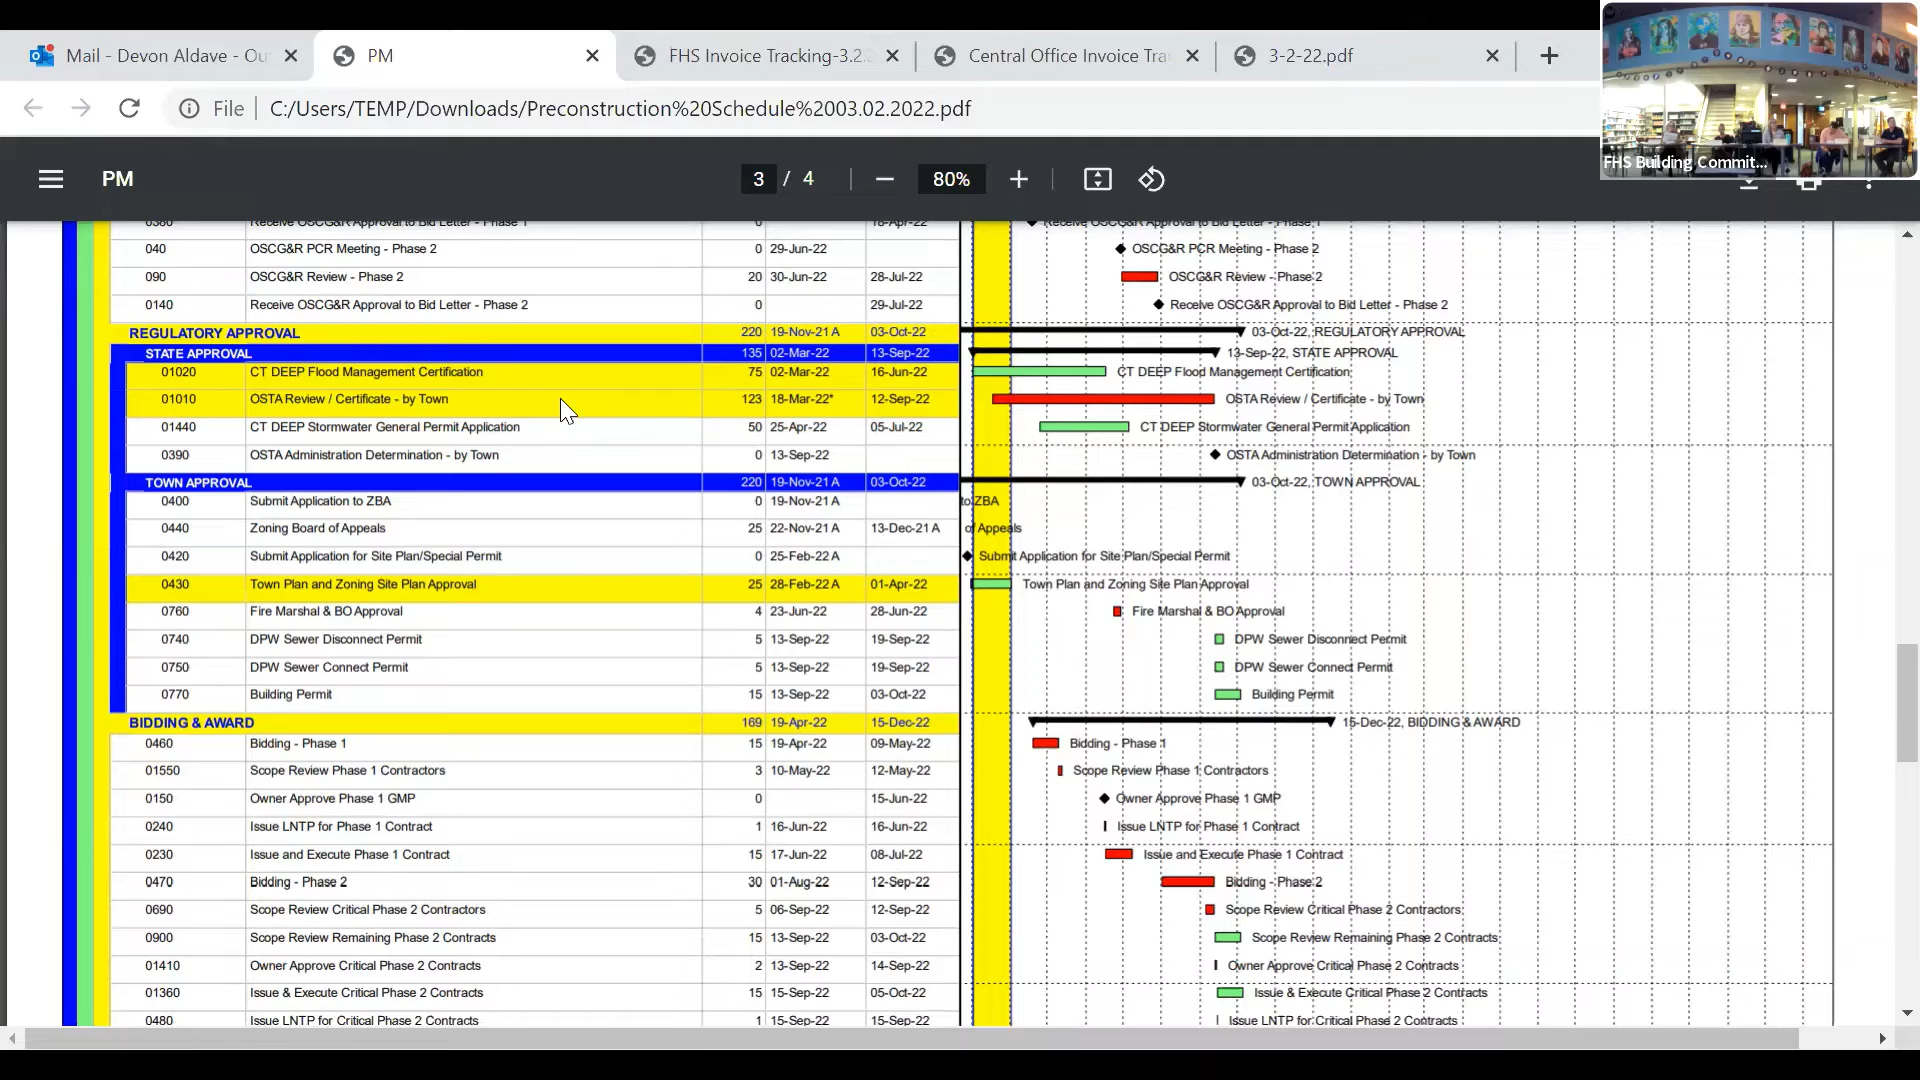 Mail - Devon Aldave - Ou
PM
FHS Invoice Tracking-3.2.2
Central Office Invoice Tra
3-2-22.pdf
File
C:/Users/TEMP/Downloads/Preconstruction%20Schedule%2003.02.2022.pdf
FHS Building Commit...
PM
3 / 4
80%
0380 Receive OSCG&R Approval to Bid Letter - Phase 1 0 18-Apr-22 Receive OSCG&R Approval to Bid Letter - Phase 1
040 OSCG&R PCR Meeting - Phase 2 0 29-Jun-22 OSCG&R PCR Meeting - Phase 2
090 OSCG&R Review - Phase 2 20 30-Jun-22 28-Jul-22 OSCG&R Review - Phase 2
0140 Receive OSCG&R Approval to Bid Letter - Phase 2 0 29-Jul-22 Receive OSCG&R Approval to Bid Letter - Phase 2
REGULATORY APPROVAL 220 19-Nov-21 A 03-Oct-22 03-Oct-22, REGULATORY APPROVAL
STATE APPROVAL 135 02-Mar-22 13-Sep-22 13-Sep-22, STATE APPROVAL
01020 CT DEEP Flood Management Certification 75 02-Mar-22 16-Jun-22 CT DEEP Flood Management Certification
01010 OSTA Review / Certificate - by Town 123 18-Mar-22* 12-Sep-22 OSTA Review / Certificate - by Town
01440 CT DEEP Stormwater General Permit Application 50 25-Apr-22 05-Jul-22 CT DEEP Stormwater General Permit Application
0390 OSTA Administration Determination - by Town 0 13-Sep-22 OSTA Administration Determination - by Town
TOWN APPROVAL 220 19-Nov-21 A 03-Oct-22 03-Oct-22, TOWN APPROVAL
0400 Submit Application to ZBA 0 19-Nov-21 A to ZBA
0440 Zoning Board of Appeals 25 22-Nov-21 A 13-Dec-21 A of Appeals
0420 Submit Application for Site Plan/Special Permit 0 25-Feb-22 A Submit Application for Site Plan/Special Permit
0430 Town Plan and Zoning Site Plan Approval 25 28-Feb-22 A 01-Apr-22 Town Plan and Zoning Site Plan Approval
0760 Fire Marshal & BO Approval 4 23-Jun-22 28-Jun-22 Fire Marshal & BO Approval
0740 DPW Sewer Disconnect Permit 5 13-Sep-22 19-Sep-22 DPW Sewer Disconnect Permit
0750 DPW Sewer Connect Permit 5 13-Sep-22 19-Sep-22 DPW Sewer Connect Permit
0770 Building Permit 15 13-Sep-22 03-Oct-22 Building Permit
BIDDING & AWARD 169 19-Apr-22 15-Dec-22 15-Dec-22, BIDDING & AWARD
0460 Bidding - Phase 1 15 19-Apr-22 09-May-22 Bidding - Phase 1
01550 Scope Review Phase 1 Contractors 3 10-May-22 12-May-22 Scope Review Phase 1 Contractors
0150 Owner Approve Phase 1 GMP 0 15-Jun-22 Owner Approve Phase 1 GMP
0240 Issue LNTP for Phase 1 Contract 1 16-Jun-22 16-Jun-22 Issue LNTP for Phase 1 Contract
0230 Issue and Execute Phase 1 Contract 15 17-Jun-22 08-Jul-22 Issue and Execute Phase 1 Contract
0470 Bidding - Phase 2 30 01-Aug-22 12-Sep-22 Bidding - Phase 2
0690 Scope Review Critical Phase 2 Contractors 5 06-Sep-22 12-Sep-22 Scope Review Critical Phase 2 Contractors
0900 Scope Review Remaining Phase 2 Contracts 15 13-Sep-22 03-Oct-22 Scope Review Remaining Phase 2 Contracts
01410 Owner Approve Critical Phase 2 Contracts 2 13-Sep-22 14-Sep-22 Owner Approve Critical Phase 2 Contracts
01360 Issue & Execute Critical Phase 2 Contracts 15 15-Sep-22 05-Oct-22 Issue & Execute Critical Phase 2 Contracts
0480 Issue LNTP for Critical Phase 2 Contracts 1 15-Sep-22 15-Sep-22 Issue LNTP for Critical Phase 2 Contracts